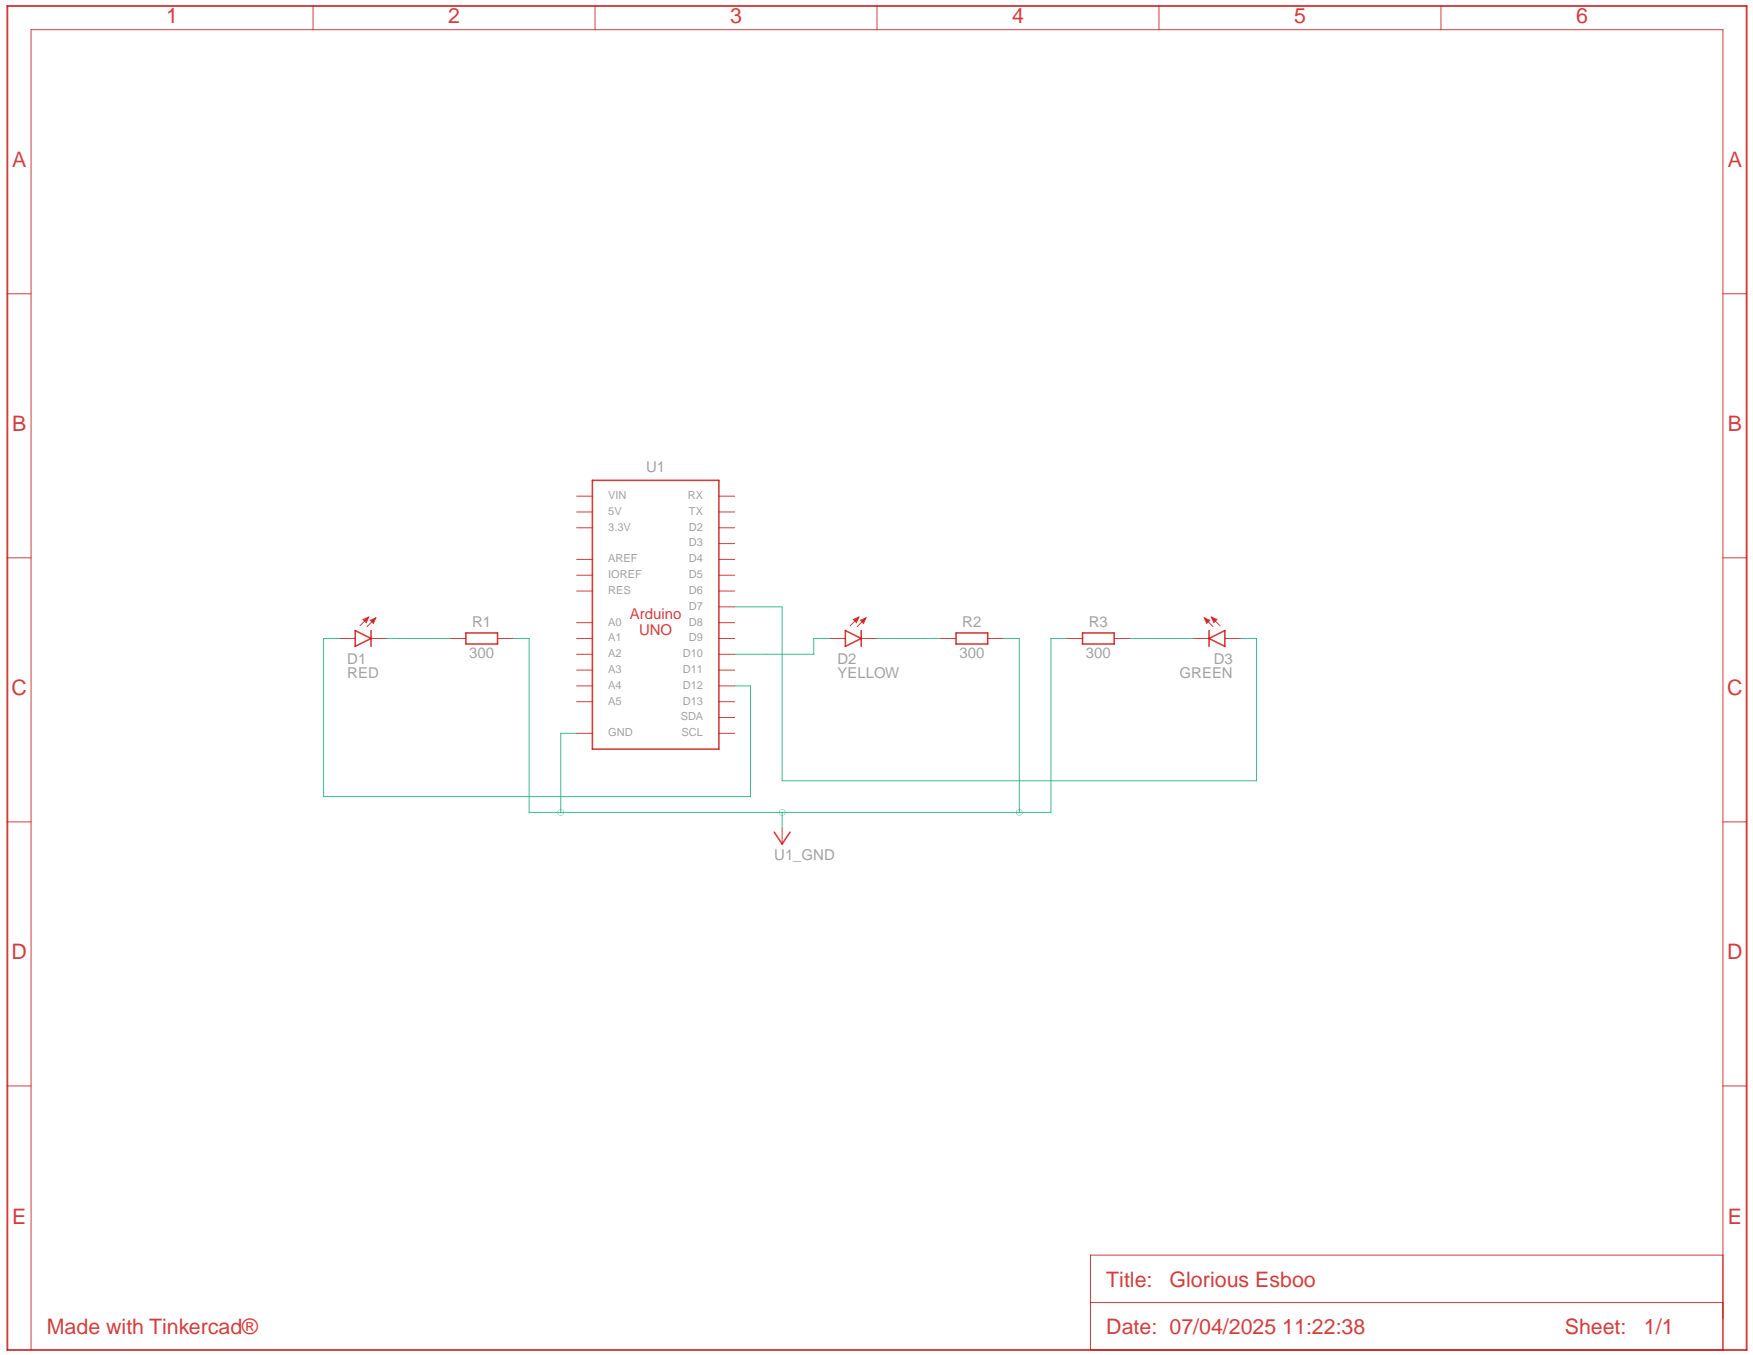 1 2 3 4 5 6
A A
B B
U1
VIN RX
5V TX
3.3V D2
D3
AREF D4
IOREF D5
RES D6
D7
Arduino
UNO
A0 D8
A1 D9
A2 D10
A3 D11
A4 D12
A5 D13
SDA
GND SCL
R1
300
D1
RED
R2
300
D2
YELLOW
R3
300
D3
GREEN
C C
U1_GND
D D
E E
Title: Glorious Esboo
Made with Tinkercad®
Date: 07/04/2025 11:22:38 Sheet: 1/1